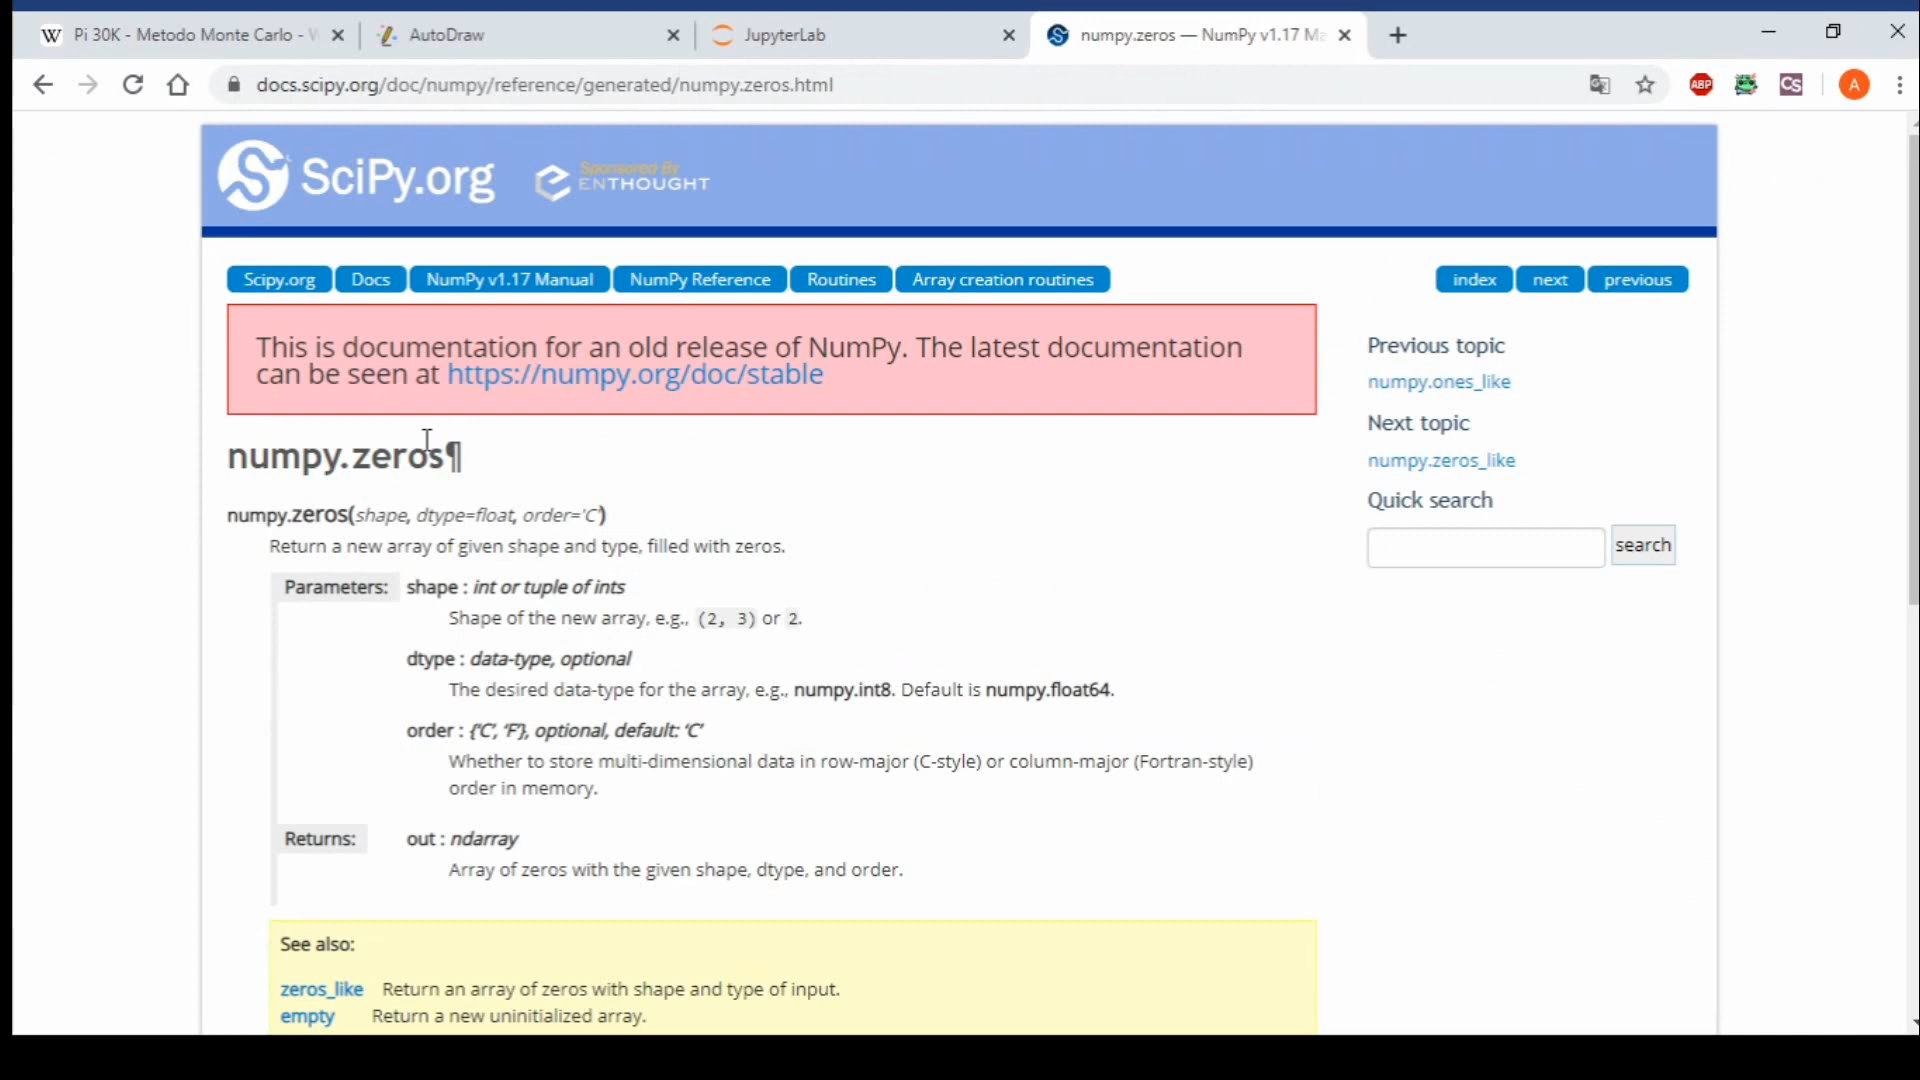 Pi 30K - Metodo Monte Carlo -
AutoDraw
JupyterLab
numpy.zeros — NumPy v1.17 Ma
docs.scipy.org/doc/numpy/reference/generated/numpy.zeros.html
ABP
CS
A
SciPy.org
Sponsored By
ENTHOUGHT
Scipy.org Docs NumPy v1.17 Manual NumPy Reference Routines Array creation routines
index next previous
This is documentation for an old release of NumPy. The latest documentation
can be seen at https://numpy.org/doc/stable
numpy.zeros¶
numpy.zeros(shape, dtype=float, order='C')
Return a new array of given shape and type, filled with zeros.
Parameters: shape : int or tuple of ints
Shape of the new array, e.g., (2, 3) or 2.
dtype : data-type, optional
The desired data-type for the array, e.g., numpy.int8. Default is numpy.float64.
order : {‘C’, ‘F’}, optional, default: ‘C’
Whether to store multi-dimensional data in row-major (C-style) or column-major (Fortran-style)
order in memory.
Returns: out : ndarray
Array of zeros with the given shape, dtype, and order.
See also:
zeros_like Return an array of zeros with shape and type of input.
empty Return a new uninitialized array.
Previous topic
numpy.ones_like
Next topic
numpy.zeros_like
Quick search
search